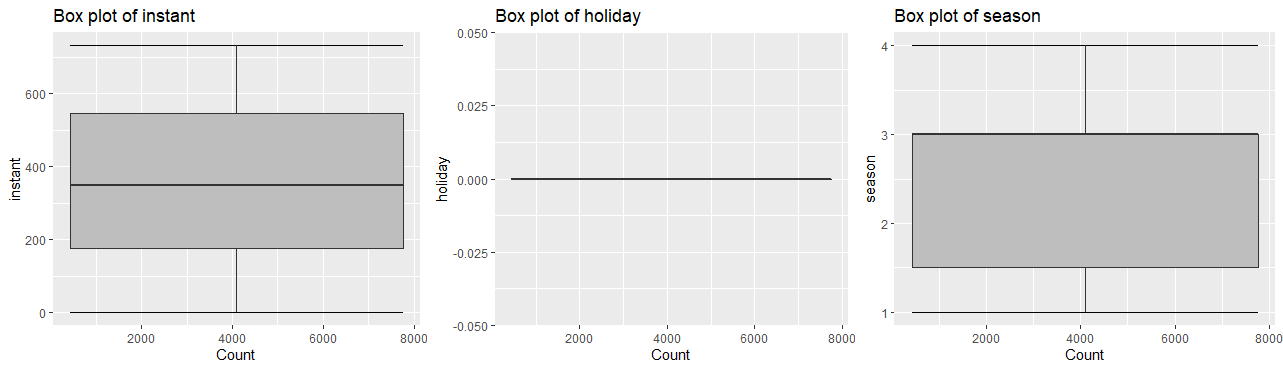 Box plot of instant
600
400
200
0
instant
2000
4000
6000
8000
Count
Box plot of holiday
0.050
0.025
0.000
-0.025
-0.050
holiday
2000
4000
6000
8000
Count
Box plot of season
4
3
2
1
season
2000
4000
6000
8000
Count